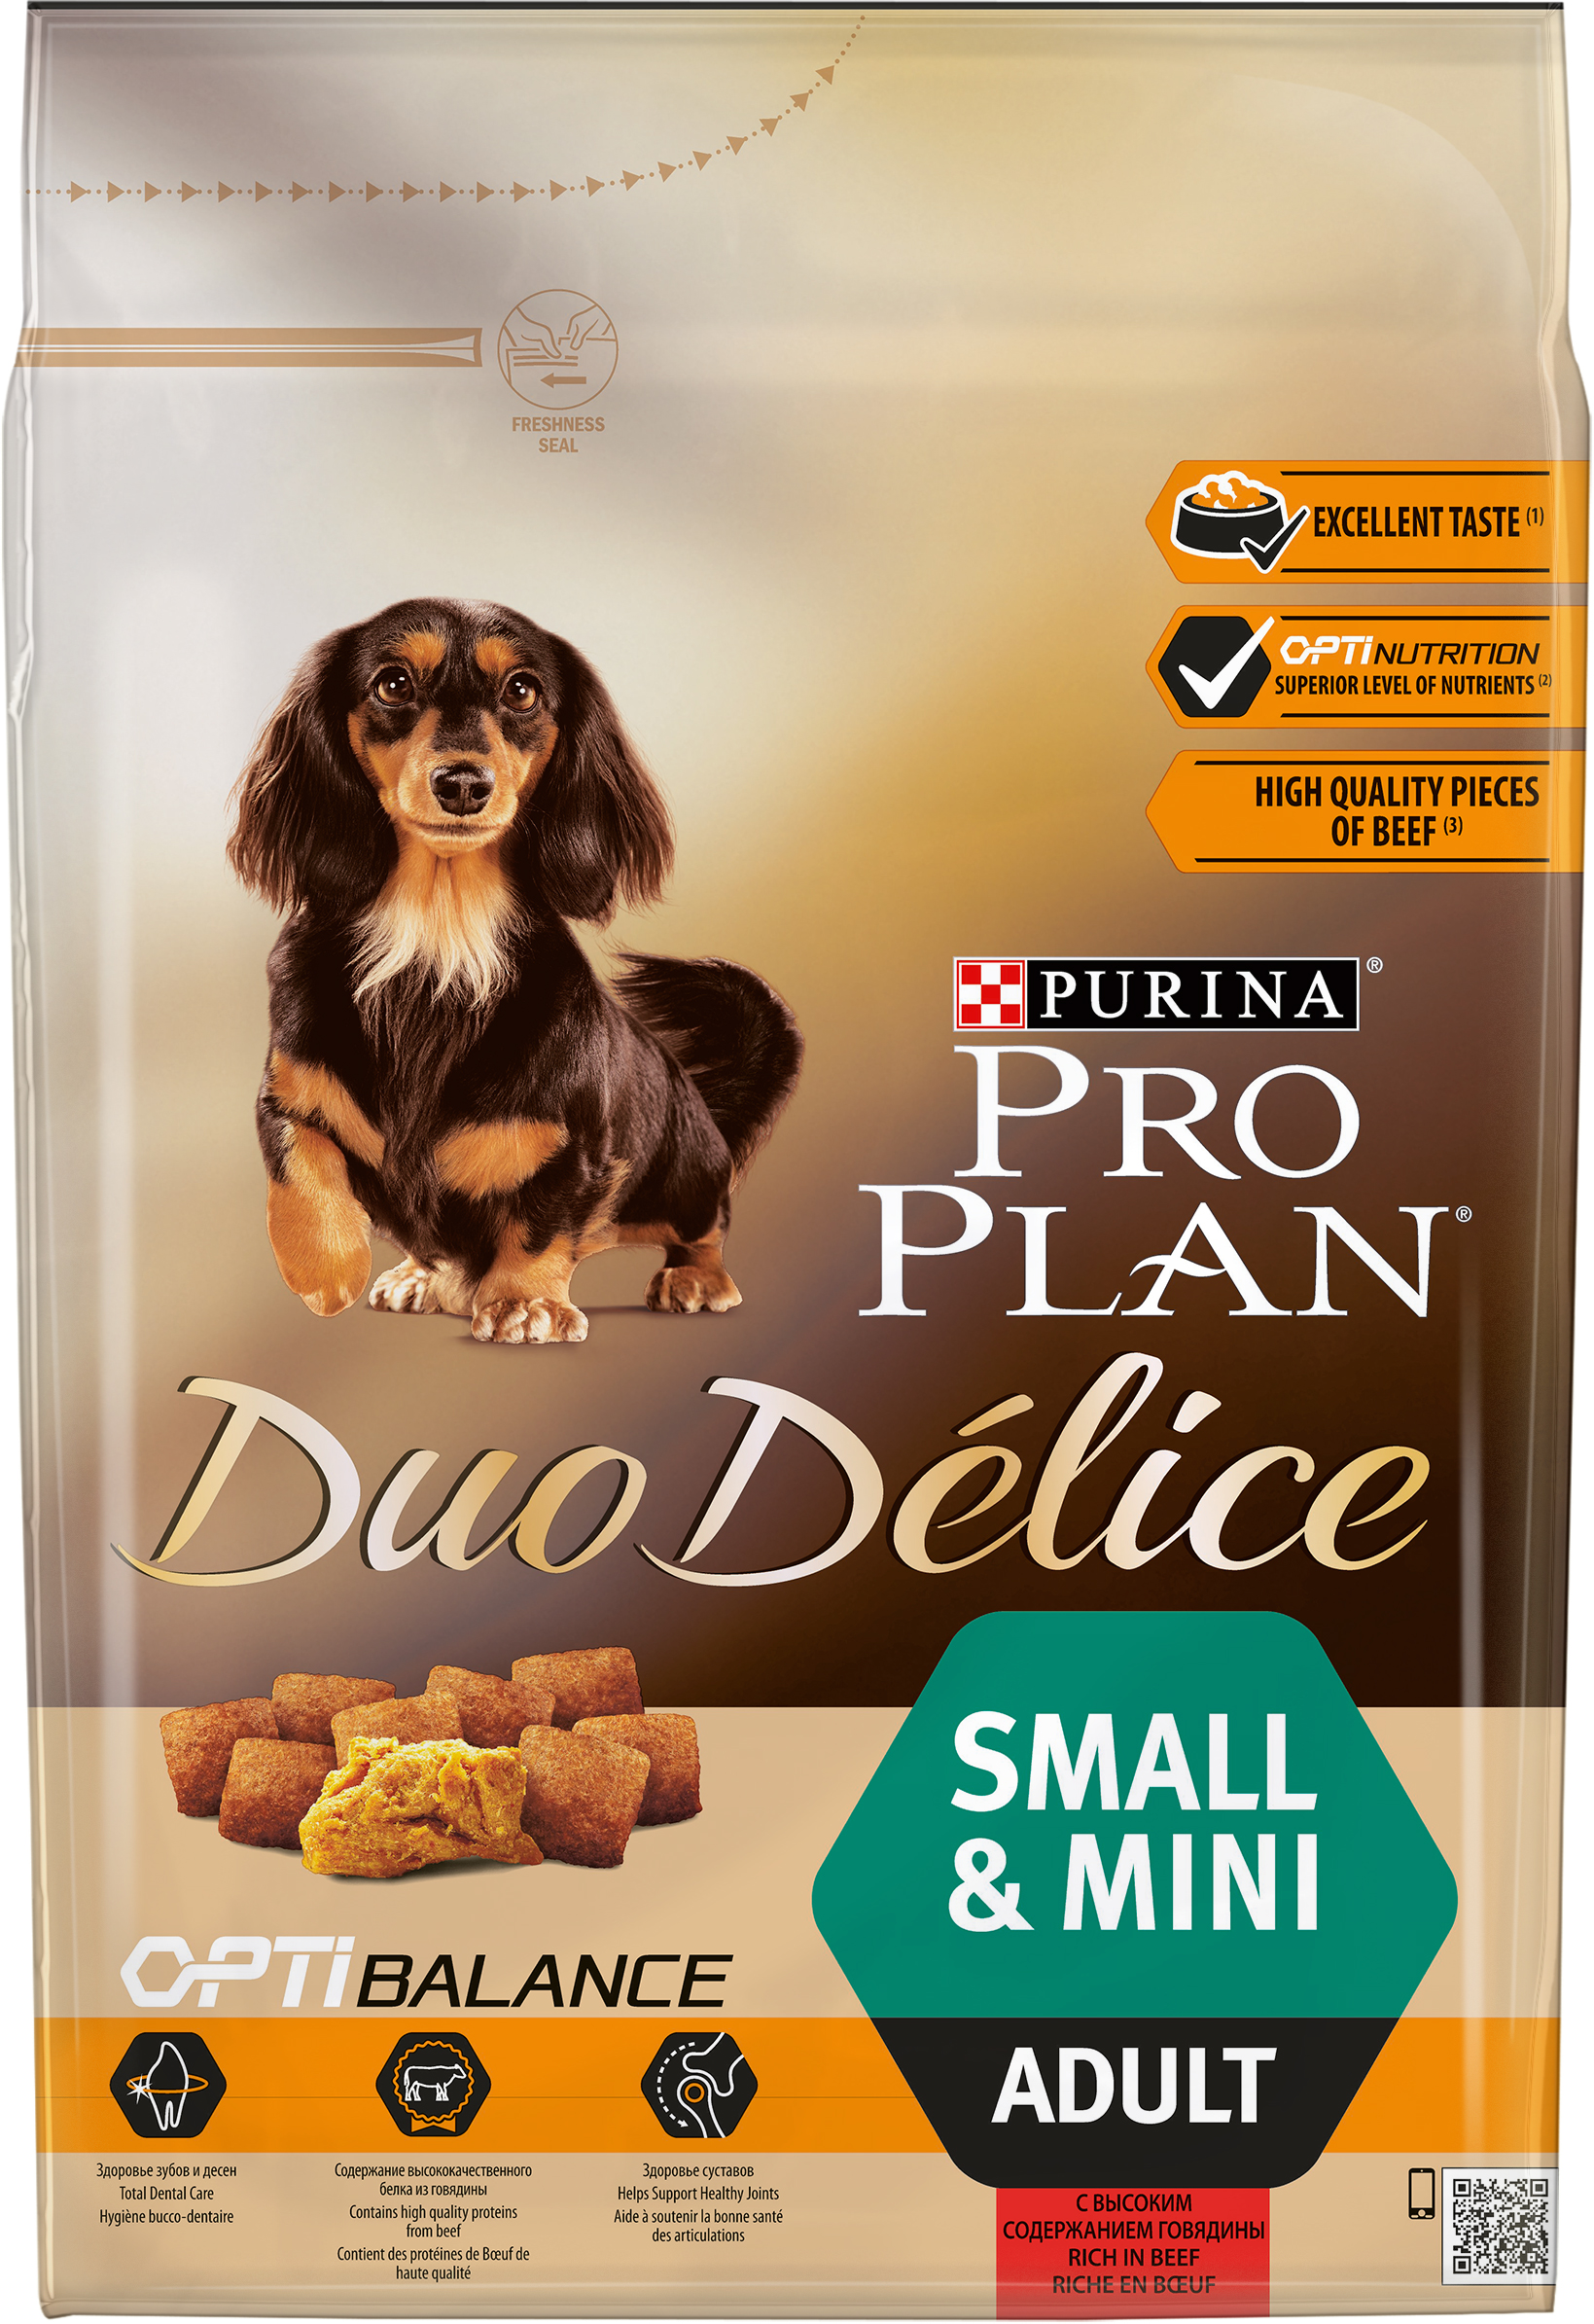 FRESHNESS
SEAL
EXCELLENT TASTE (1)
OPTINUTRITION
SUPERIOR LEVEL OF NUTRIENTS (2)
HIGH QUALITY PIECES
OF BEEF (3)
PURINA®
PRO
PLAN®
Duo Délice
SMALL
& MINI
ADULT
OPTIBALANCE
Здоровье зубов и десен
Total Dental Care
Hygiène bucco-dentaire
Содержание высококачественного
белка из говядины
Contains high quality proteins
from beef
Contient des protéines de Bœuf de
haute qualité
Здоровье суставов
Helps Support Healthy Joints
Aide à soutenir la bonne santé
des articulations
С ВЫСОКИМ
СОДЕРЖАНИЕМ ГОВЯДИНЫ
RICH IN BEEF
RICHE EN BŒUF